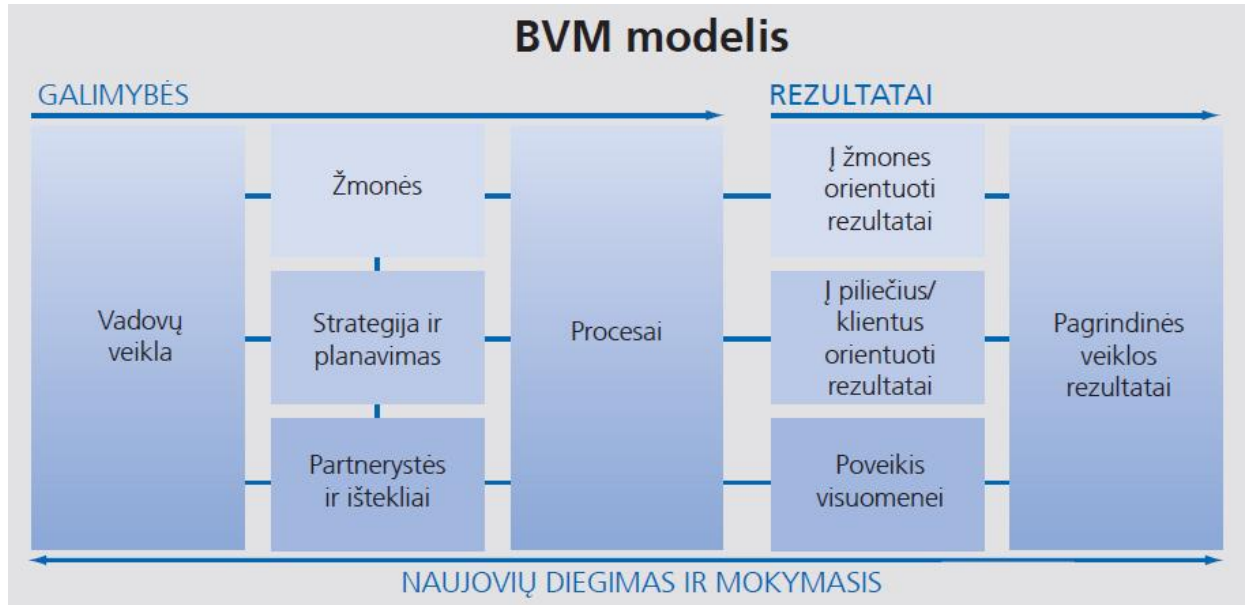 BVM modelis
GALIMYBĖS
REZULTATAI
Vadovų
veikla
Žmonės
Strategija ir
planavimas
Partnerystės
ir ištekliai
Procesai
Į žmones
orientuoti
rezultatai
Į piliečius/
klientus
orientuoti
rezultatai
Poveikis
visuomenei
Pagrindinės
veiklos
rezultatai
NAUJOVIŲ DIEGIMAS IR MOKYMASIS